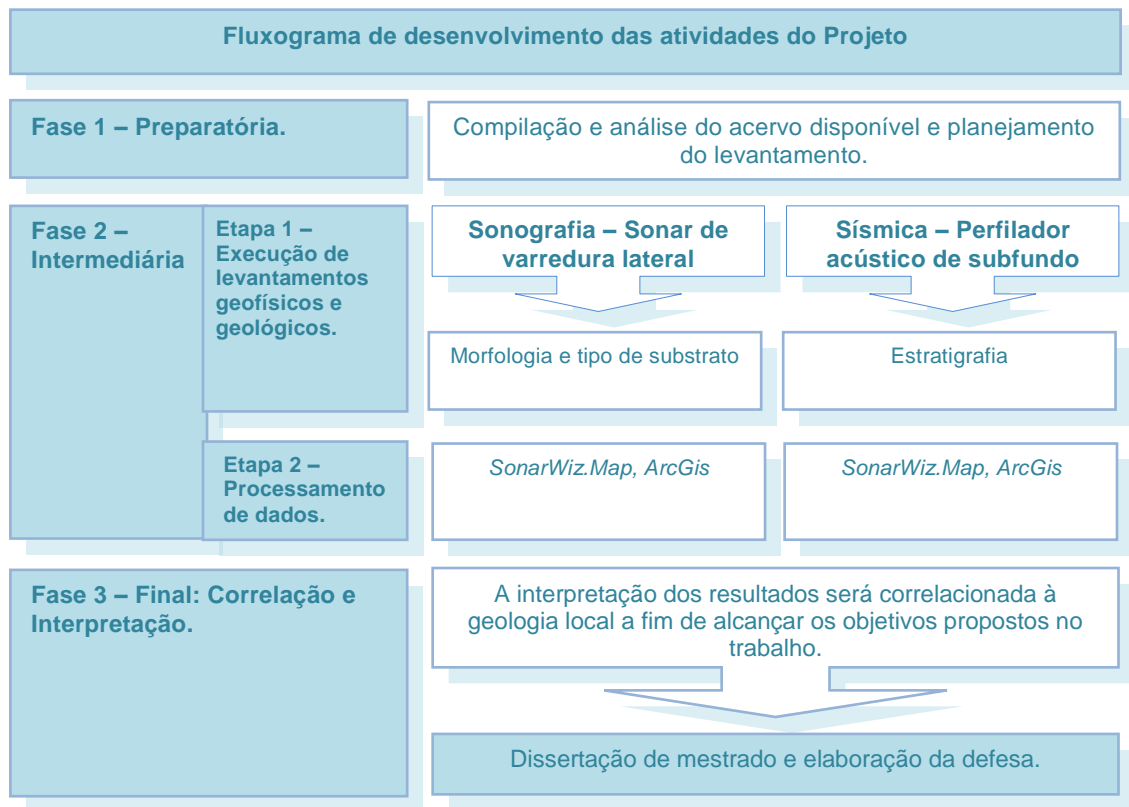 Fluxograma de desenvolvimento das atividades do Projeto
Fase 1 – Preparatória.
Compilação e análise do acervo disponível e planejamento
do levantamento.
Fase 2 –
Intermediária
Etapa 1 –
Execução de
levantamentos
geofísicos e
geológicos.
Sonografia – Sonar de
varredura lateral
Sísmica – Perfilador
acústico de subfundo
Morfologia e tipo de substrato
Estratigrafia
Etapa 2 –
Processamento
de dados.
SonarWiz.Map, ArcGis
SonarWiz.Map, ArcGis
Fase 3 – Final: Correlação e
Interpretação.
A interpretação dos resultados será correlacionada à
geologia local a fim de alcançar os objetivos propostos no
trabalho.
Dissertação de mestrado e elaboração da defesa.